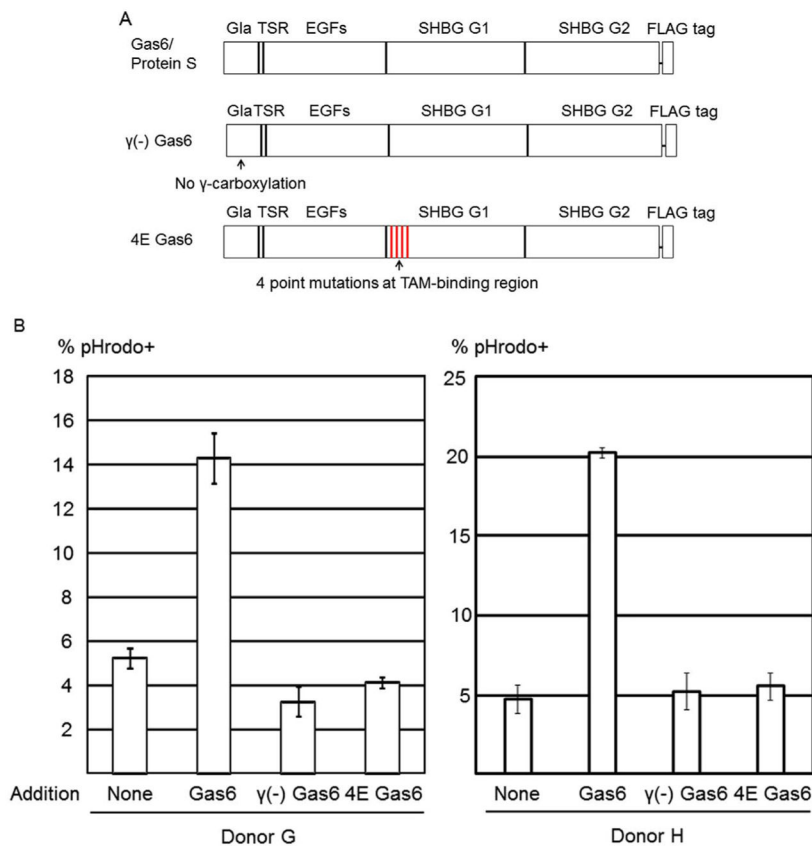 A
Gla TSR EGFs SHBG G1 SHBG G2 FLAG tag
Gas6/
Protein S
GlaTSR EGFs SHBG G1 SHBG G2 FLAG tag
γ(-) Gas6
No γ-carboxylation
Gla TSR EGFs SHBG G1 SHBG G2 FLAG tag
4E Gas6
4 point mutations at TAM-binding region
B
% pHrodo+
18
16
14
12
10
8
6
4
2
Addition None Gas6 γ(-) Gas6 4E Gas6
Donor G
% pHrodo+
25
20
15
10
5
None Gas6 γ(-) Gas6 4E Gas6
Donor H